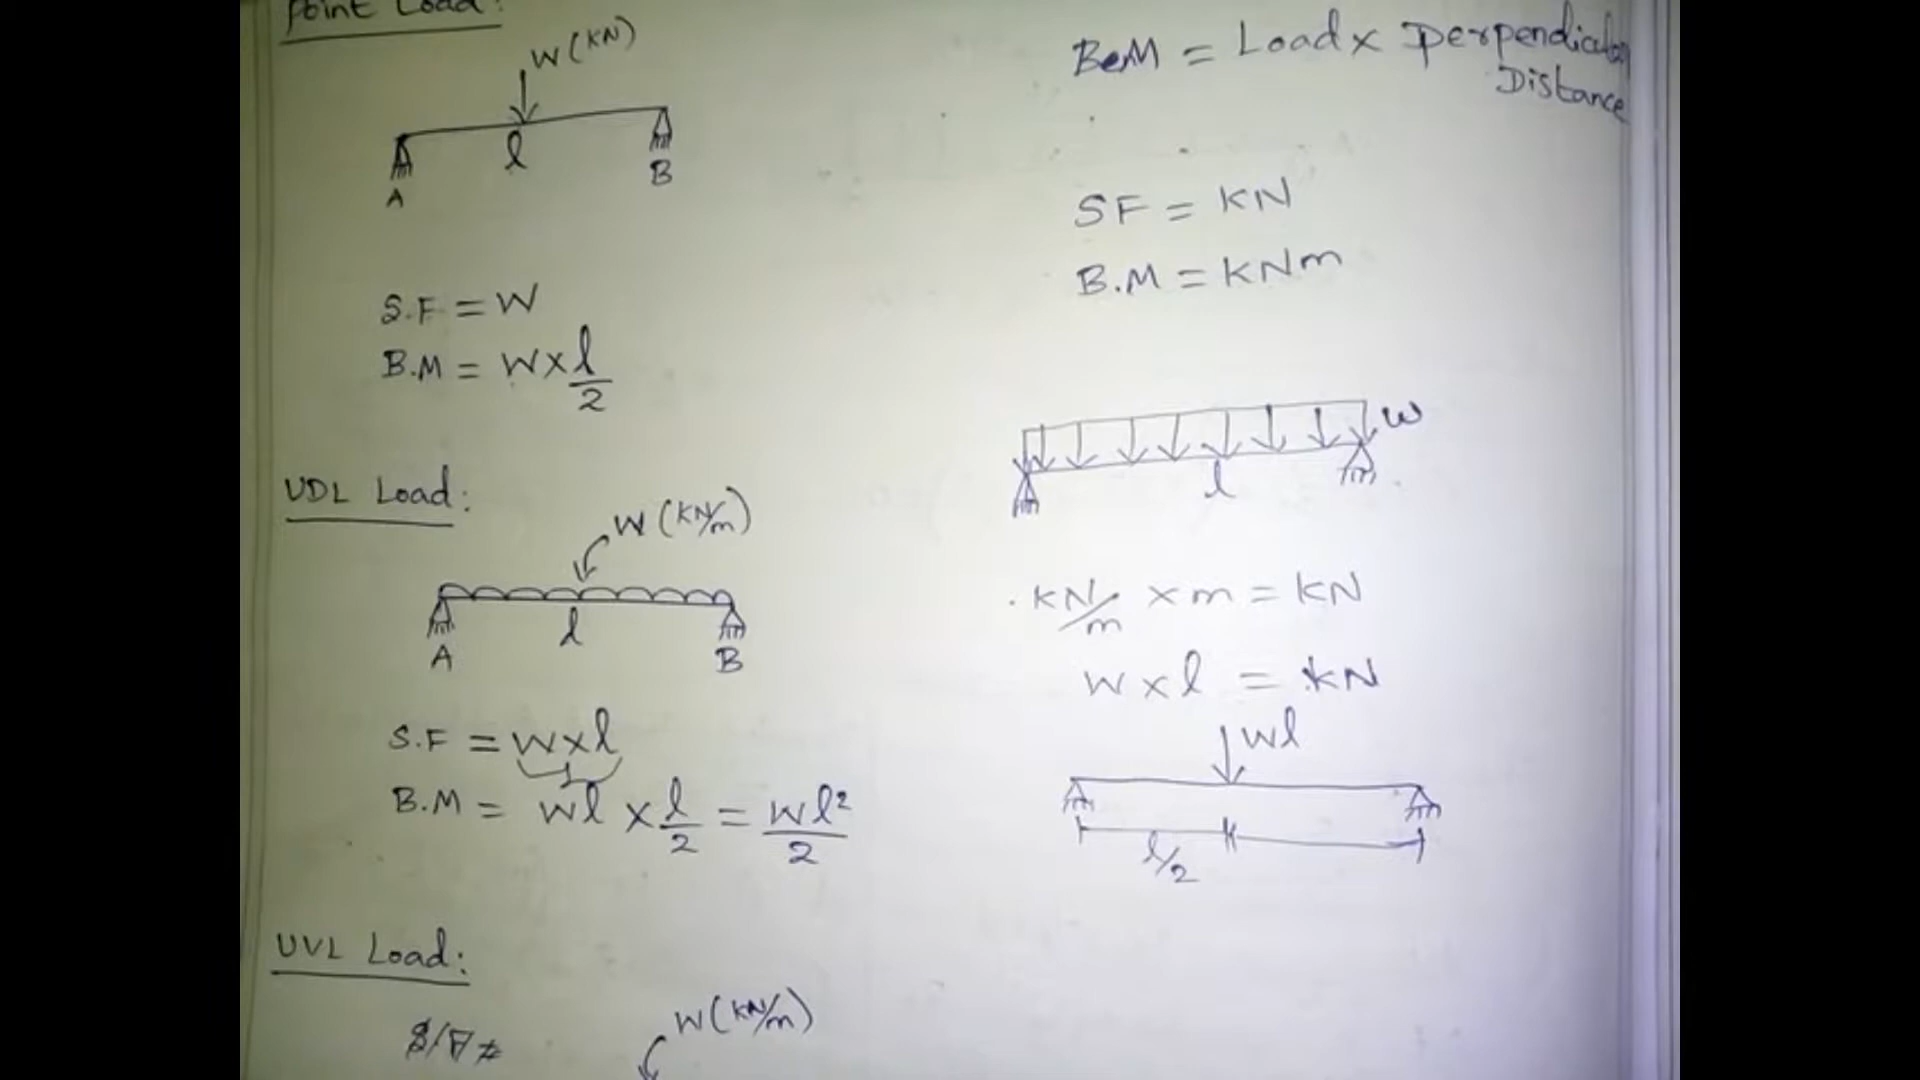 Point Load:
W (KN)
l
A
B
S.F = W
B.M = W x l/2
UDL Load:
W (KN/m)
l
A
B
S.F = W x l
B.M = Wl x l/2 = Wl²/2
UVL Load:
W (KN/m)
B.M = Load x Perpendicular
Distance
SF = KN
B.M = KNm
W
l
KN/m x m = KN
W x l = KN
Wl
l/2